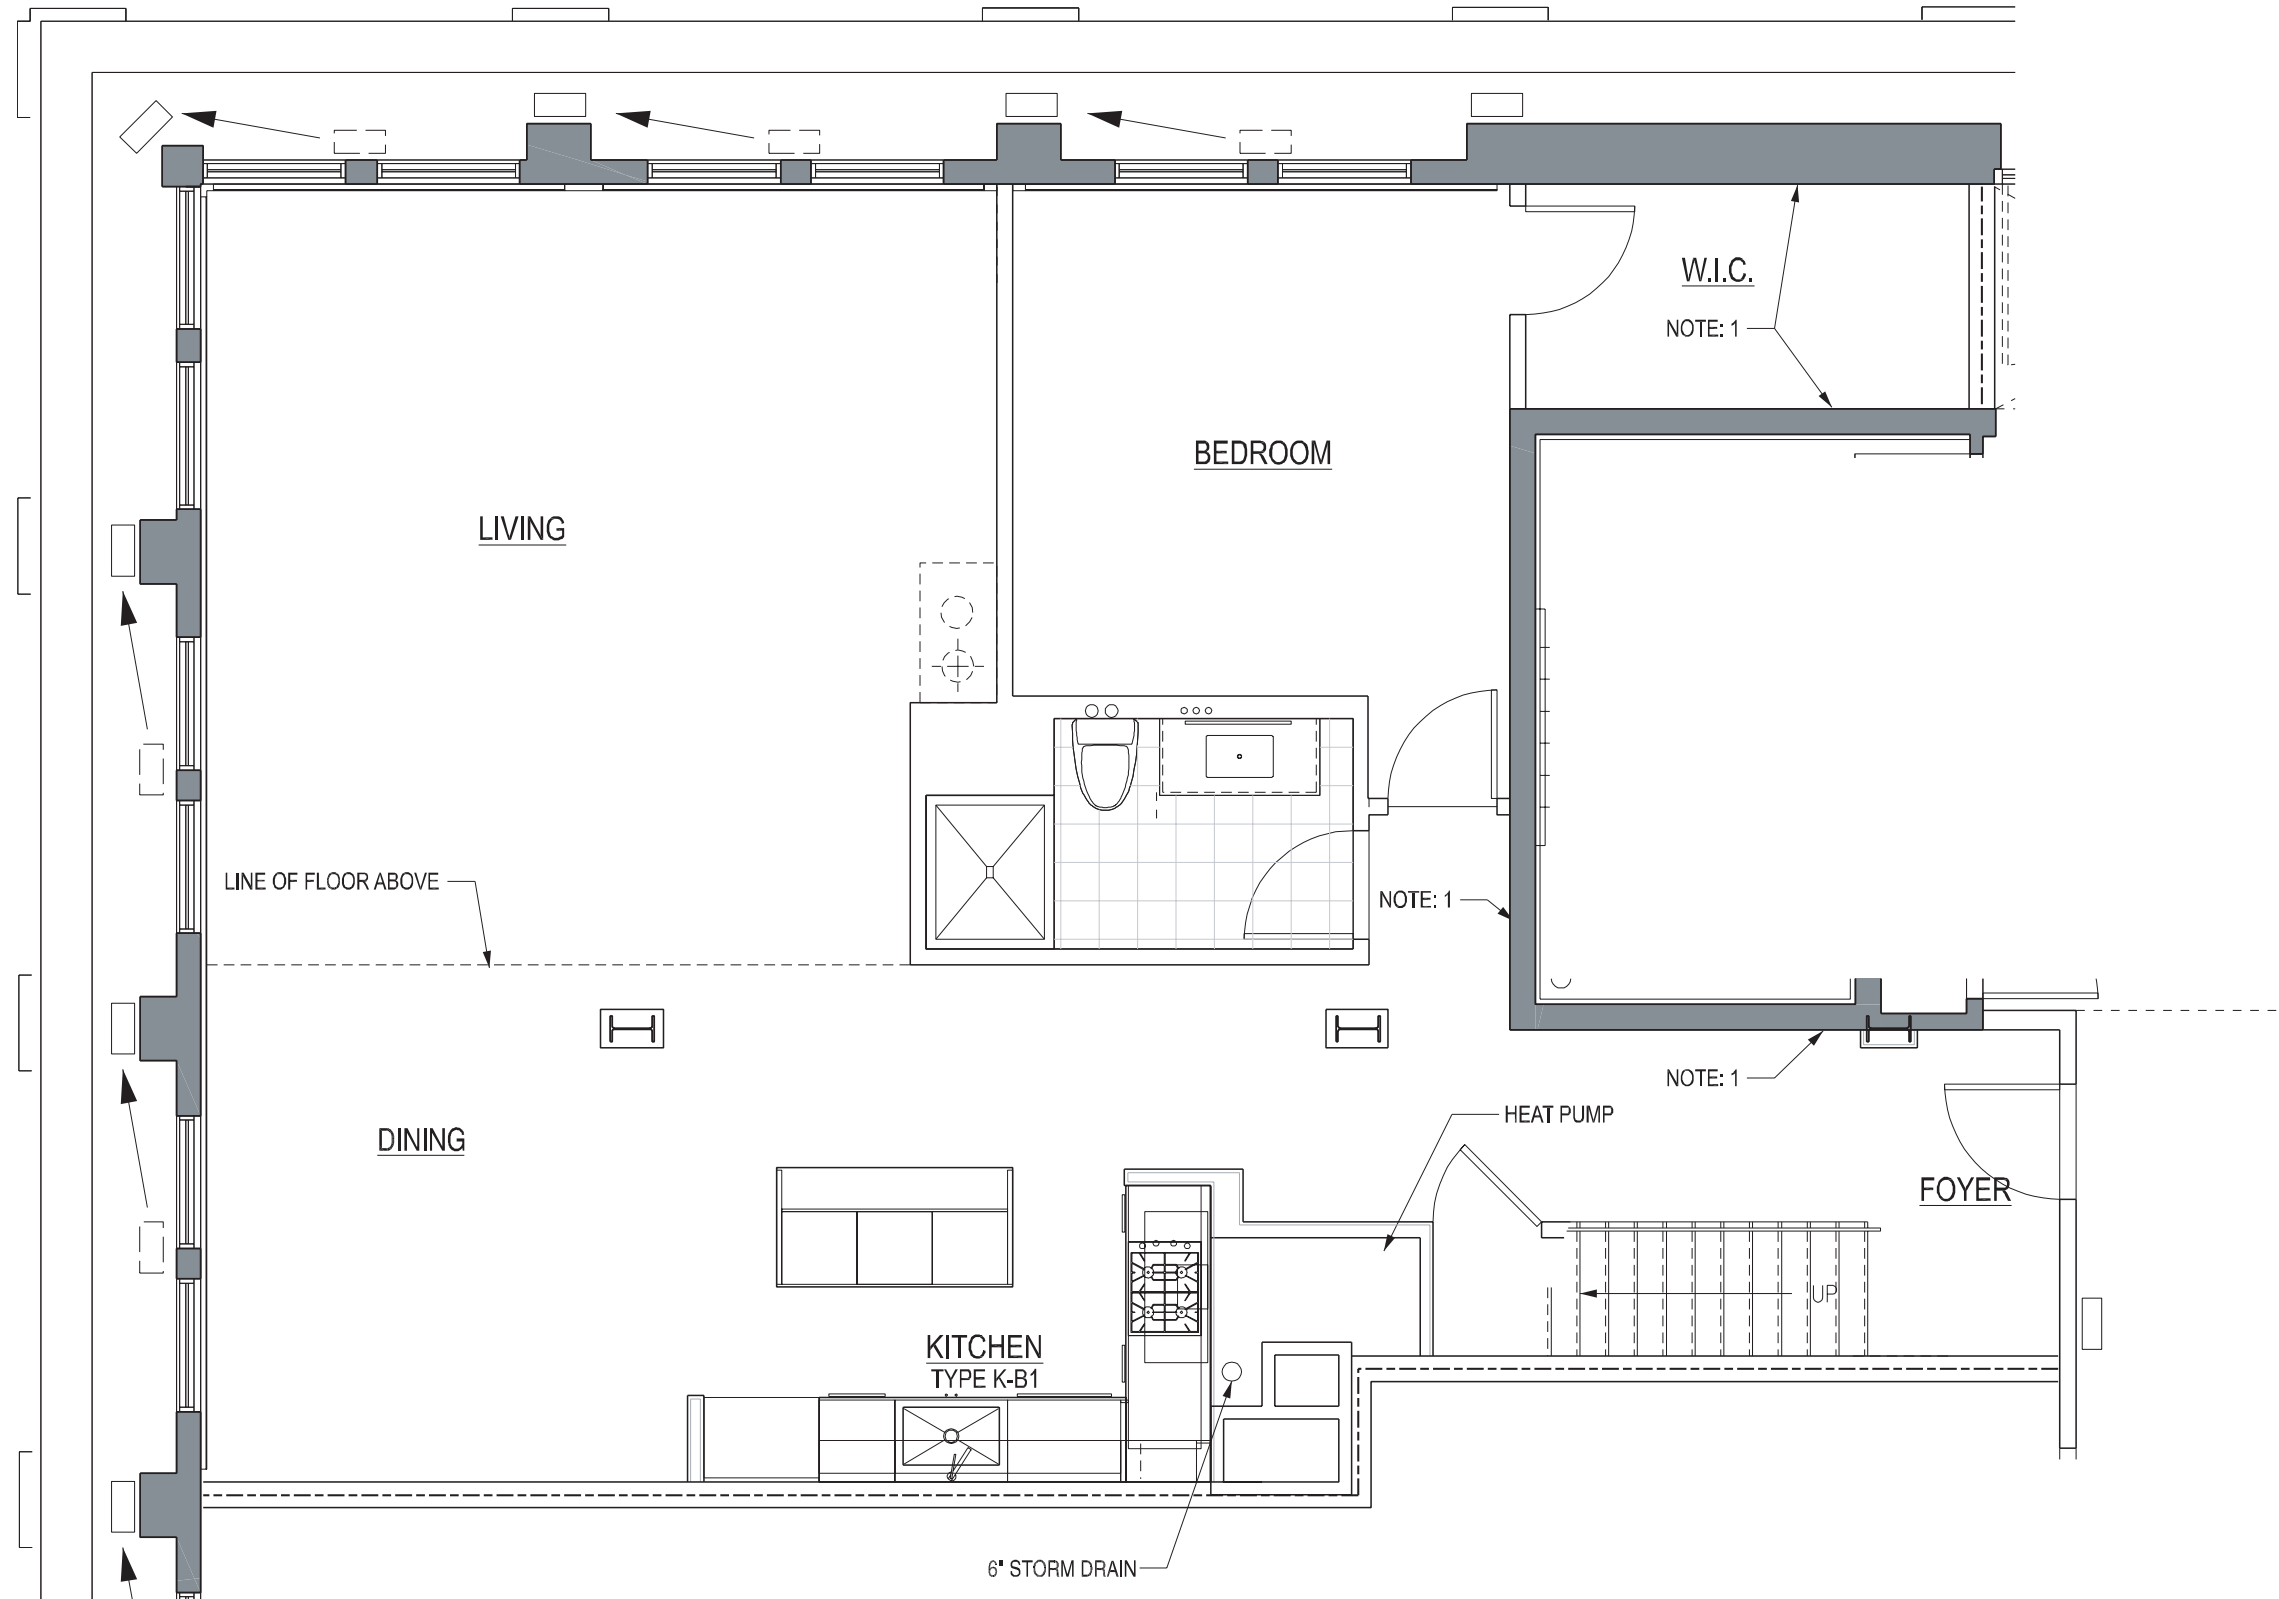 W.I.C.
NOTE: 1
BEDROOM
LIVING
LINE OF FLOOR ABOVE
NOTE: 1
NOTE: 1
HEAT PUMP
DINING
FOYER
UP
KITCHEN
TYPE K-B1
6" STORM DRAIN